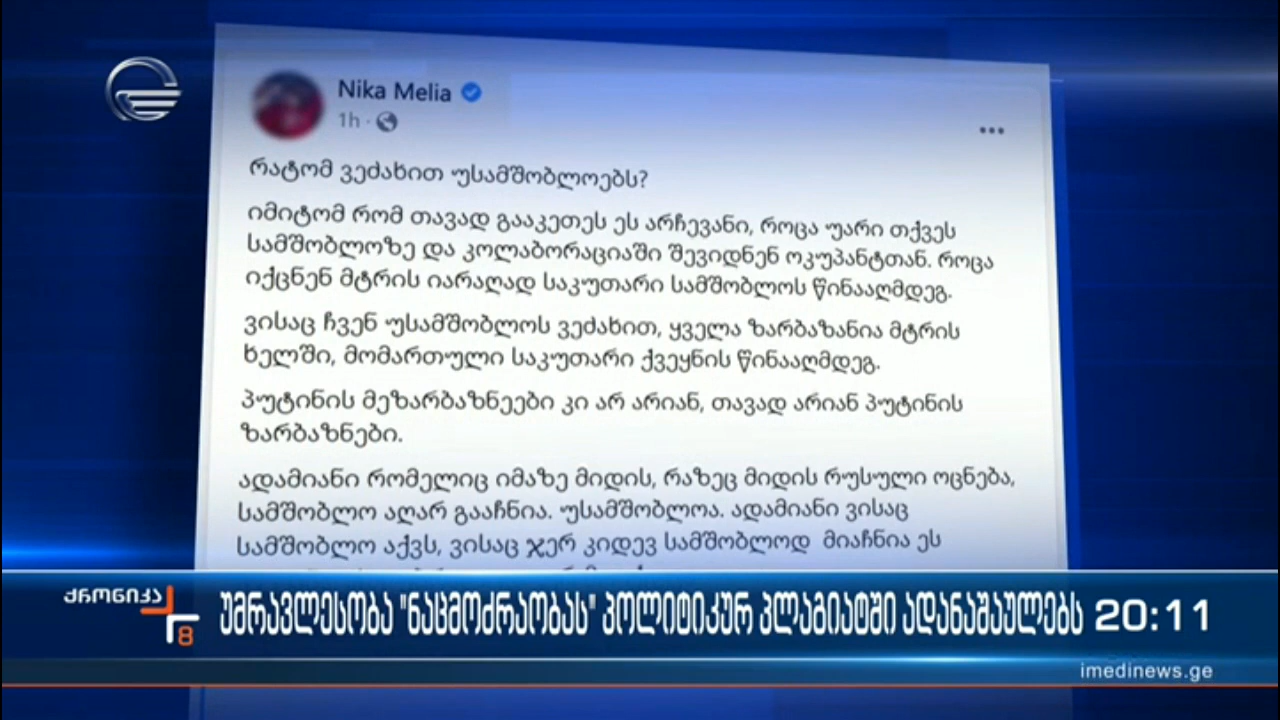 Nika Melia
1h
რატომ ვეძახით უსამშობლოებს?
იმიტომ რომ თავად გააკეთეს ეს არჩევანი, როცა უარი თქვეს
სამშობლოზე და კოლაბორაციაში შევიდნენ ოკუპანტთან. როცა
იქცნენ მტრის იარაღად საკუთარი სამშობლოს წინააღმდეგ.
ვისაც ჩვენ უსამშობლოს ვეძახით, ყველა ზარბაზანია მტრის
ხელში, მომართული საკუთარი ქვეყნის წინააღმდეგ.
პუტინის მეზარბაზნეები კი არ არიან, თავად არიან პუტინის
ზარბაზნები.
ადამიანი რომელიც იმაზე მიდის, რაზეც მიდის რუსული ოცნება,
სამშობლო აღარ გააჩნია. უსამშობლოა. ადამიანი ვისაც
სამშობლო აქვს, ვისაც ჯერ კიდევ სამშობლოდ მიაჩნია ეს
ქრონიკა
8
უმრავლესობა "ნაცმოძრაობას" პოლიტიკურ პლაგიატში ადანაშაულებს 20:11
imedinews.ge